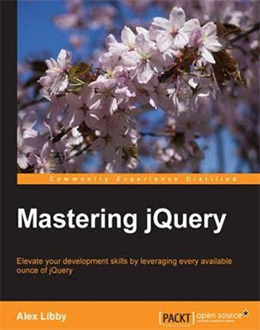 Community Experience Distilled
Mastering jQuery
Elevate your development skills by leveraging every available
ounce of jQuery
Alex Libby
PACKT
PUBLISHING
open source